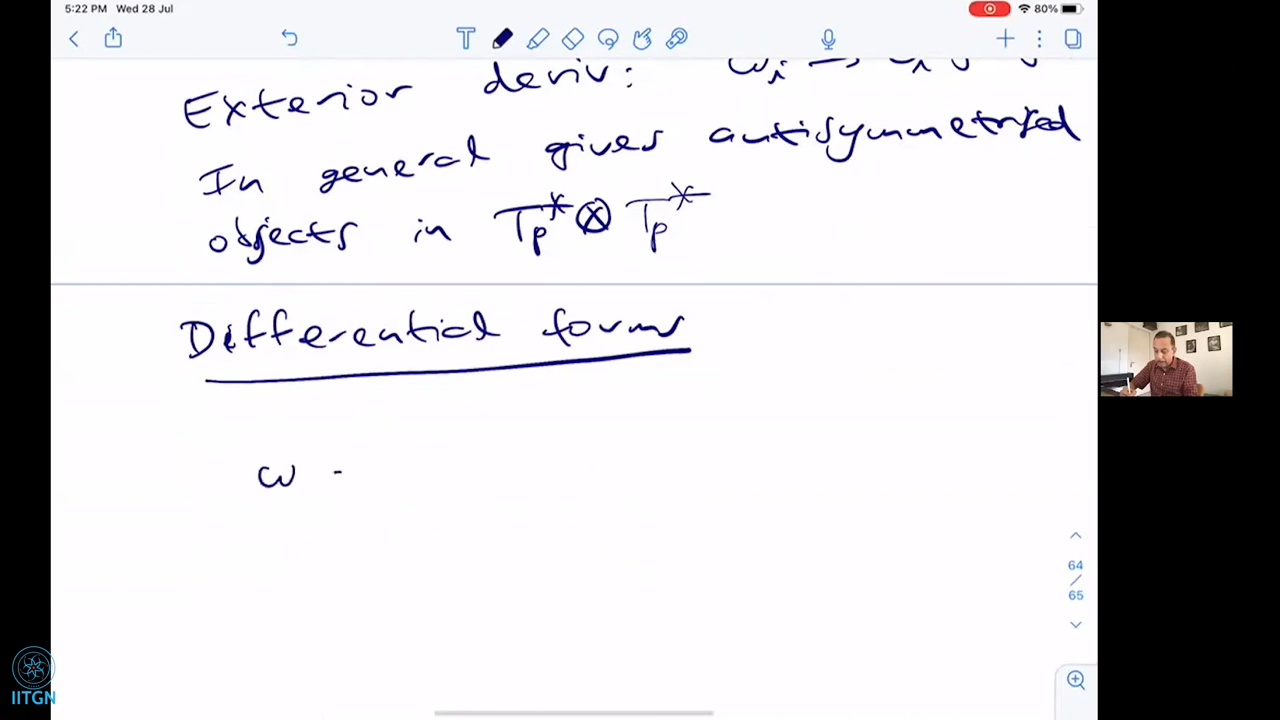 5:22 PM Wed 28 Jul
80%
Exterior deriv:
In general gives antisymmetrized
objects in Tp* ⊗ Tp*
Differential forms
ω -
64
/
65
IITGN